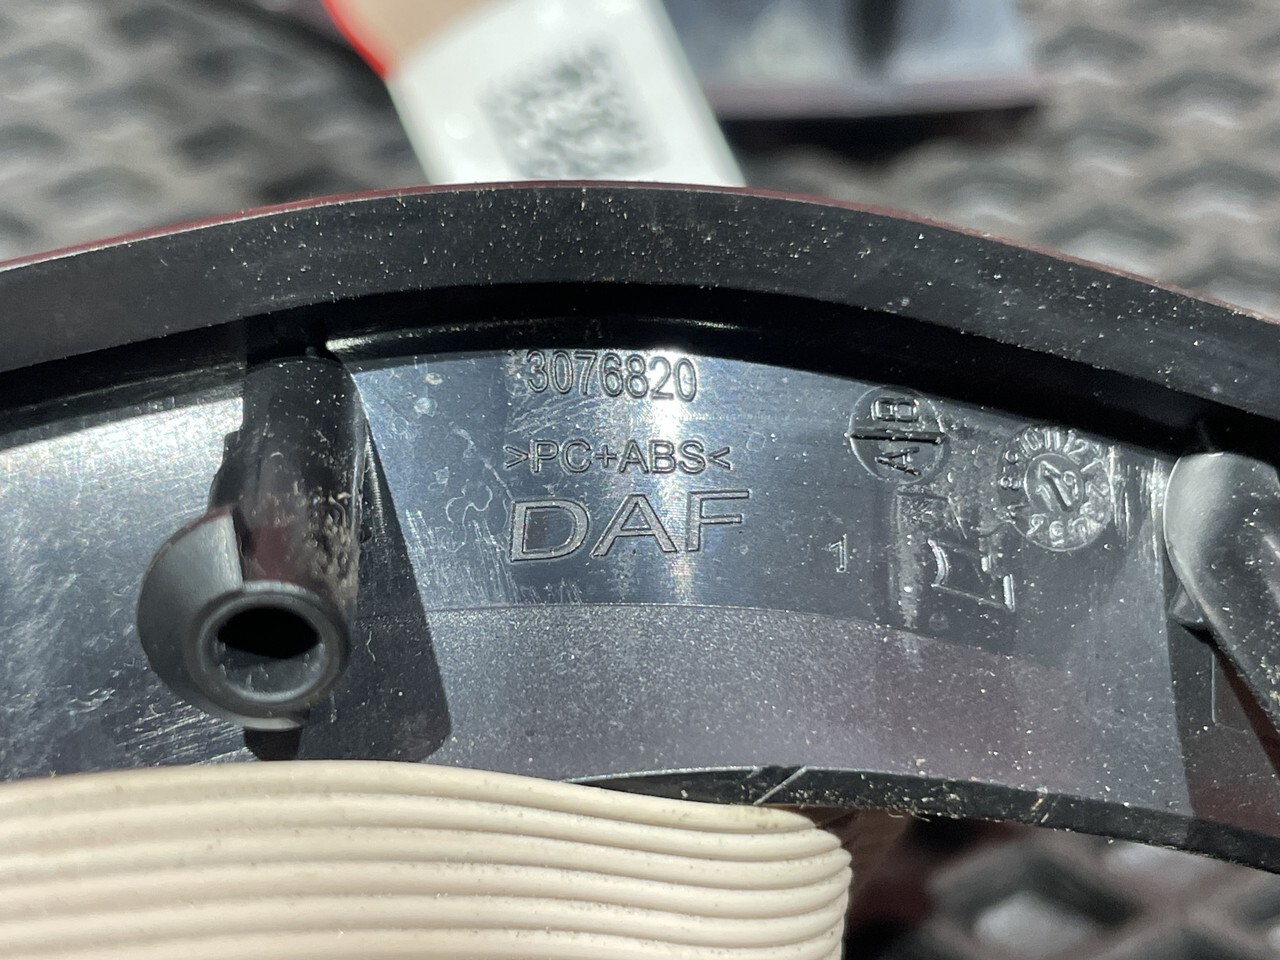 3076820
>PC+ABS<
DAF
1
A|B